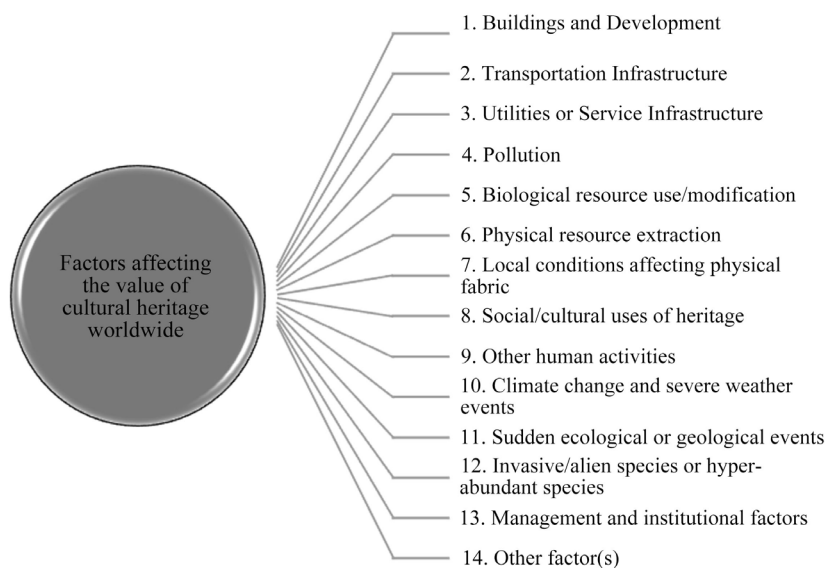 Factors affecting
the value of
cultural heritage
worldwide
1. Buildings and Development
2. Transportation Infrastructure
3. Utilities or Service Infrastructure
4. Pollution
5. Biological resource use/modification
6. Physical resource extraction
7. Local conditions affecting physical
fabric
8. Social/cultural uses of heritage
9. Other human activities
10. Climate change and severe weather
events
11. Sudden ecological or geological events
12. Invasive/alien species or hyper-
abundant species
13. Management and institutional factors
14. Other factor(s)